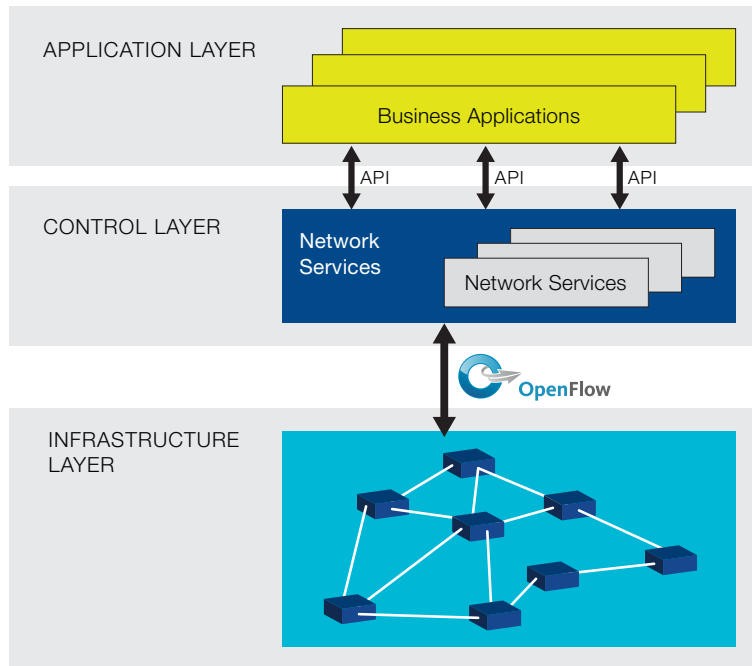 APPLICATION LAYER
Business Applications
API
API
API
CONTROL LAYER
Network
Services
Network Services
OpenFlow
INFRASTRUCTURE
LAYER